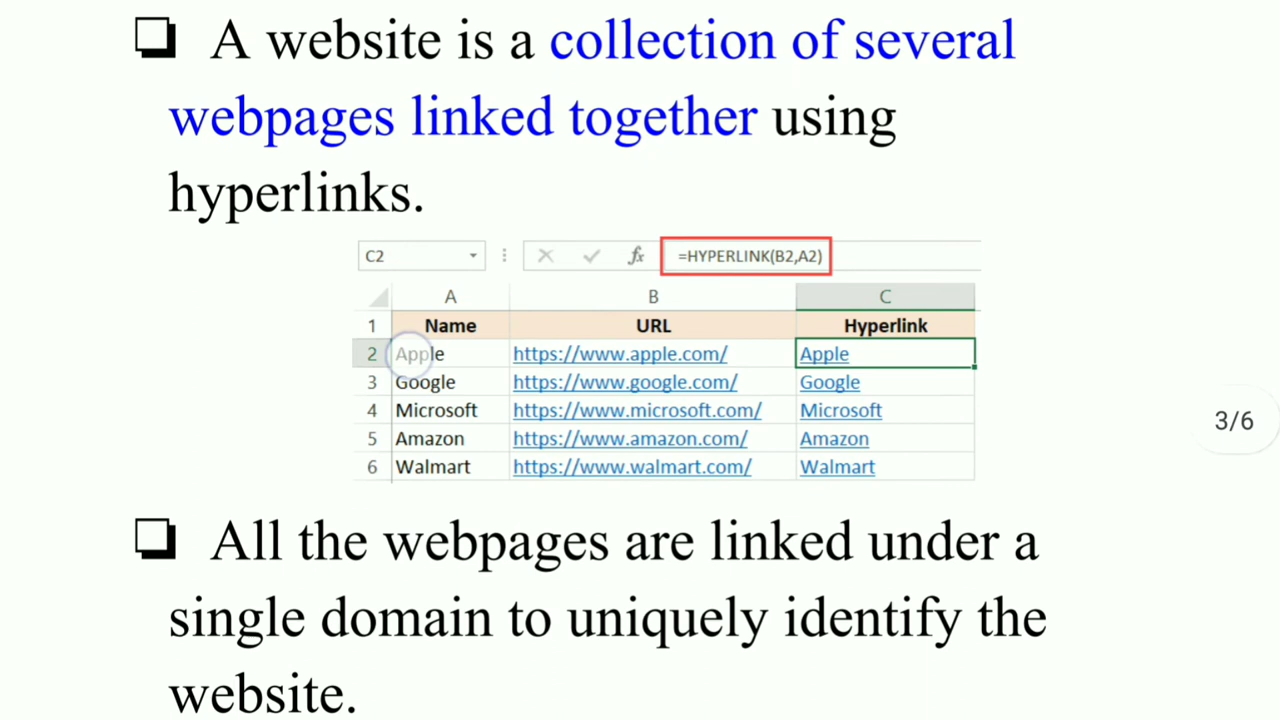 A website is a collection of several
webpages linked together using
hyperlinks.
C2 fx =HYPERLINK(B2,A2)
A B C
1 Name URL Hyperlink
2 Apple https://www.apple.com/ Apple
3 Google https://www.google.com/ Google
4 Microsoft https://www.microsoft.com/ Microsoft
5 Amazon https://www.amazon.com/ Amazon
6 Walmart https://www.walmart.com/ Walmart
3/6
All the webpages are linked under a
single domain to uniquely identify the
website.